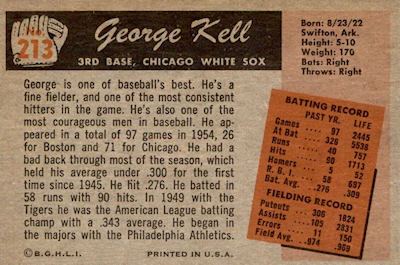 No.
213
George Kell
3RD BASE, CHICAGO WHITE SOX
Born: 8/23/22
Swifton, Ark.
Height: 5-10
Weight: 170
Bats: Right
Throws: Right
George is one of baseball's best. He's a
fine fielder, and one of the most consistent
hitters in the game. He's also one of the
most courageous men in baseball. He ap-
peared in a total of 97 games in 1954, 26
for Boston and 71 for Chicago. He had a
bad back through most of the season, which
held his average under .300 for the first
time since 1945. He hit .276. He batted in
58 runs with 90 hits. In 1949 with the
Tigers he was the American League batting
champ with a .343 average. He began in
the majors with the Philadelphia Athletics.
BATTING RECORD
PAST YR. LIFE
Games 97 2445
At Bat 326 5538
Runs 40 757
Hits 90 1713
Homers 5 52
R. B. I. 58 697
Bat. Avg. .276 .309
FIELDING RECORD
Putouts 306 1824
Assists 105 2831
Errors 11 150
Field Avg. .974 .969
©B.G.H.L.I. PRINTED IN U.S.A.